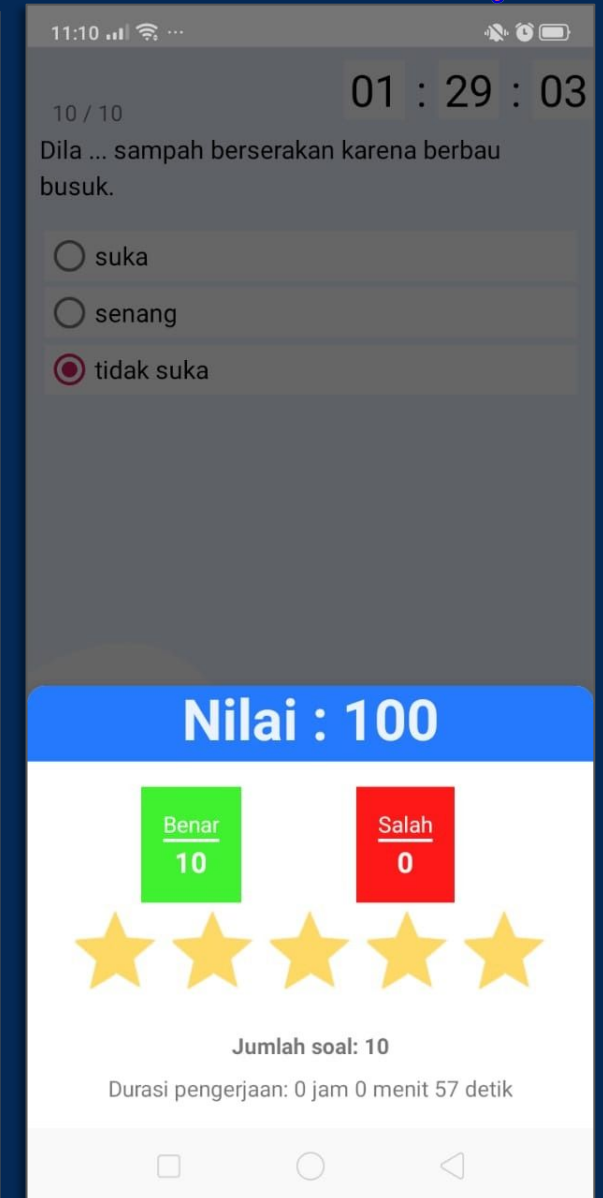 11:10
10 / 10
01 : 29 : 03
Dila ... sampah berserakan karena berbau
busuk.
suka
senang
tidak suka
Nilai : 100
Benar
10
Salah
0
Jumlah soal: 10
Durasi pengerjaan: 0 jam 0 menit 57 detik